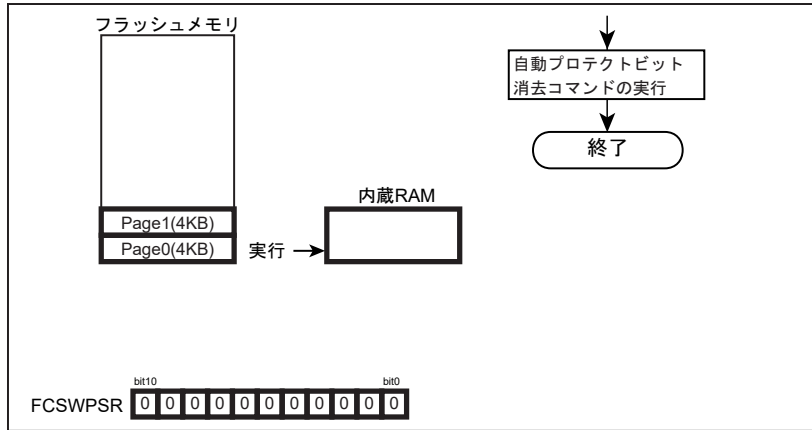 フラッシュメモリ
Page1(4KB)
Page0(4KB)
実行
内蔵RAM
自動プロテクトビット
消去コマンドの実行
終了
bit10 bit0
FCSWPSR 0 0 0 0 0 0 0 0 0 0 0